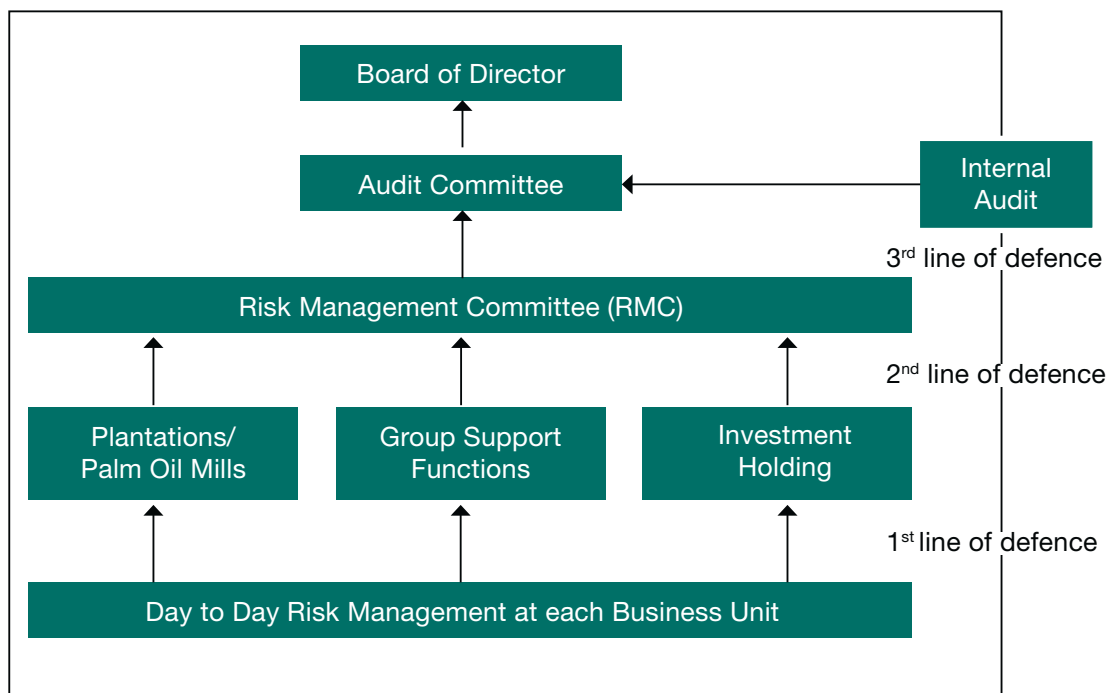 Board of Director
Audit Committee
Internal
Audit
3rd line of defence
Risk Management Committee (RMC)
2nd line of defence
Plantations/
Palm Oil Mills
Group Support
Functions
Investment
Holding
1st line of defence
Day to Day Risk Management at each Business Unit